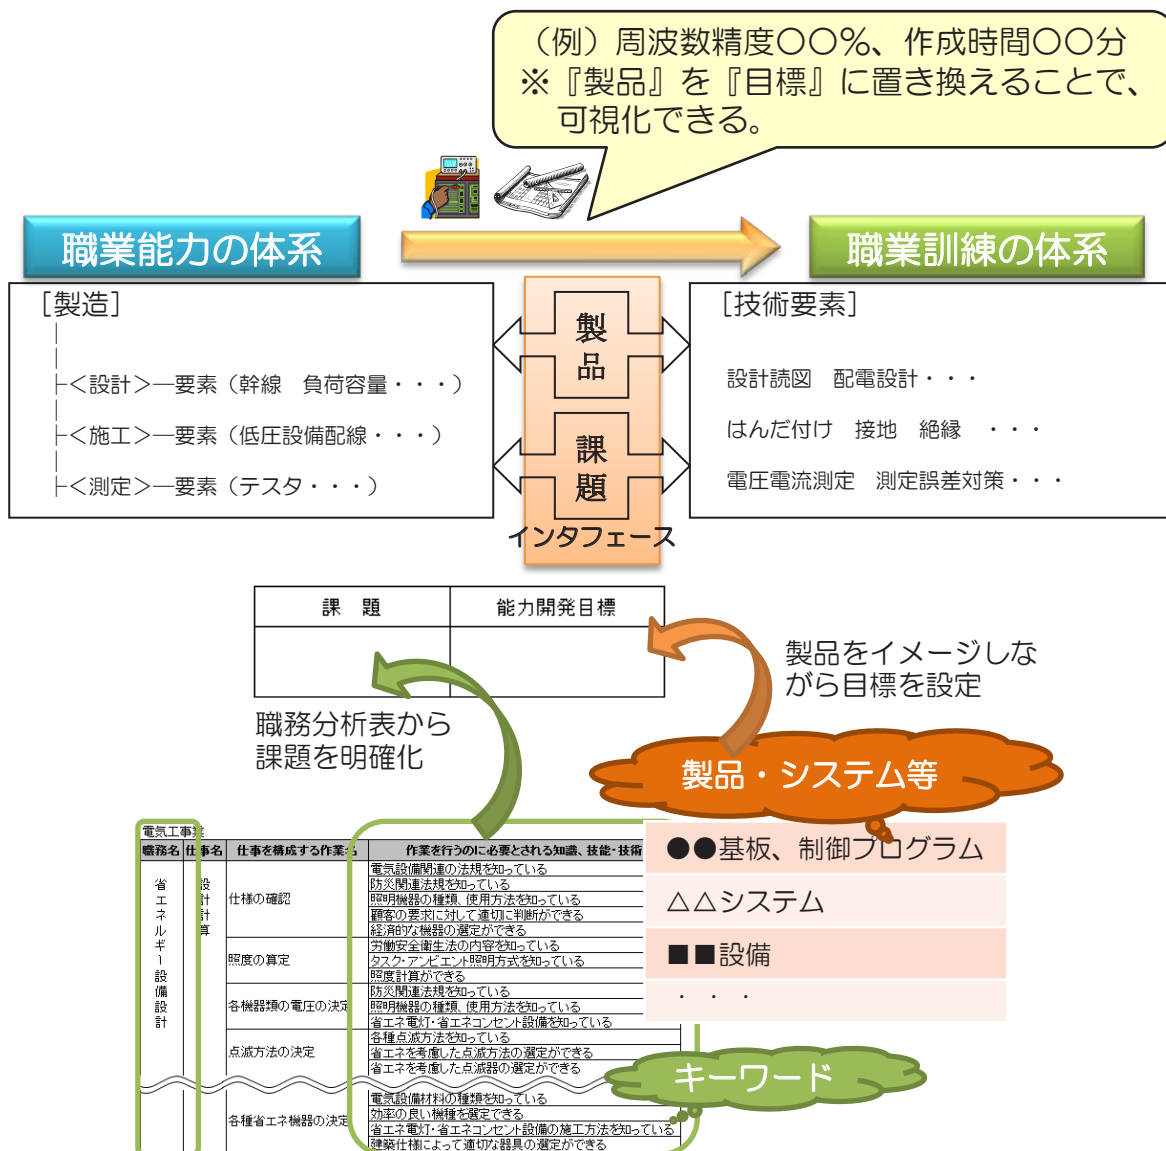 （例）周波数精度〇〇％、作成時間〇〇分
※『製品』を『目標』に置き換えることで、
可視化できる。
職業能力の体系
職業訓練の体系
［製造］
├＜設計＞―要素（幹線　負荷容量・・・）
├＜施工＞―要素（低圧設備配線・・・）
├＜測定＞―要素（テスタ・・・）
製品
課題
インタフェース
［技術要素］
設計読図　配電設計・・・
はんだ付け　接地　絶縁　・・・
電圧電流測定　測定誤差対策・・・
課　題　能力開発目標
製品をイメージしな
がら目標を設定
職務分析表から
課題を明確化
製品・システム等
●●基板、制御プログラム
△△システム
■■設備
・・・
キーワード
電気工事業
職務名　仕事名　仕事を構成する作業名　作業を行うのに必要とされる知識、技能・技術
省エネルギー設備設計
設計計算
仕様の確認
電気設備関連の法規を知っている
防災関連法規を知っている
照明機器の種類、使用方法を知っている
顧客の要求に対して適切に判断ができる
経済的な機器の選定ができる
照度の算定
労働安全衛生法の内容を知っている
タスク・アンビエント照明方式を知っている
照度計算ができる
各機器類の電圧の決定
防災関連法規を知っている
照明機器の種類、使用方法を知っている
省エネ電灯・省エネコンセント設備を知っている
点滅方法の決定
各種点滅方法を知っている
省エネを考慮した点滅方法の選定ができる
省エネを考慮した点滅器の選定ができる
各種省エネ機器の決定
電気設備材料の種類を知っている
効率の良い機種を選定できる
省エネ電灯・省エネコンセント設備の施工方法を知っている
建築仕様によって適切な器具の選定ができる